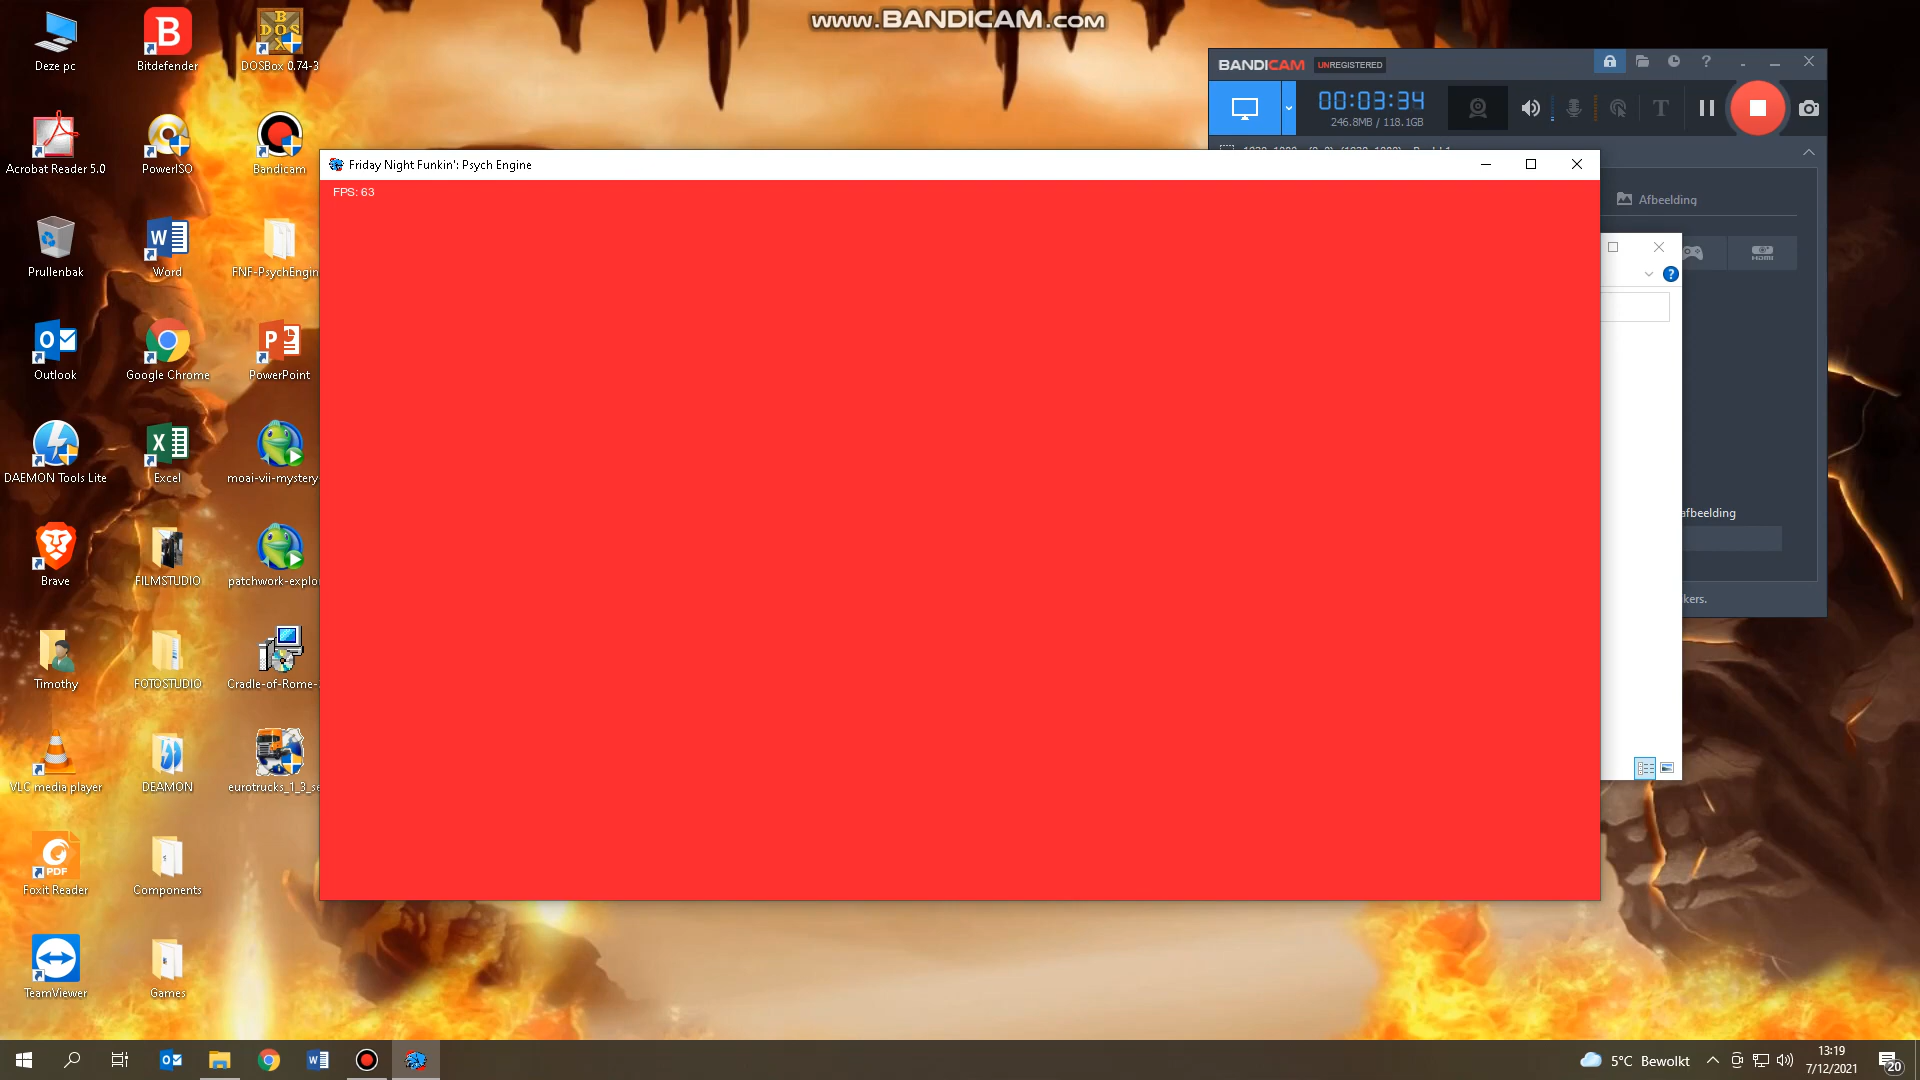 www.BANDICAM.com
Deze pc
Bitdefender
DOSBox 0.74-3
BANDICAM UNREGISTERED
00:03:34
246.8MB / 118.1GB
Acrobat Reader 5.0
PowerISO
Bandicam
Friday Night Funkin': Psych Engine
FPS: 63
Afbeelding
HDMI
Prullenbak
Word
FNF-PsychEngin
Outlook
Google Chrome
PowerPoint
DAEMON Tools Lite
Excel
moai-vii-mystery
afbeelding
Brave
FILMSTUDIO
patchwork-explo
kers.
Timothy
FOTOSTUDIO
Cradle-of-Rome-
VLC media player
DEAMON
eurotrucks_1_3_se
Foxit Reader
Components
TeamViewer
Games
5°C Bewolkt
13:19
7/12/2021
20